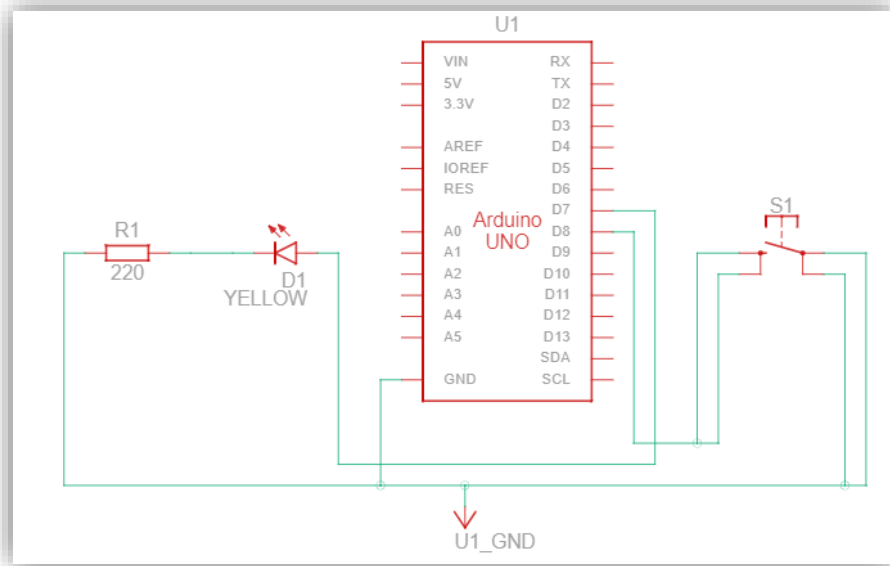 U1
VIN
5V
3.3V
AREF
IOREF
RES
A0
A1
A2
A3
A4
A5
GND
Arduino
UNO
RX
TX
D2
D3
D4
D5
D6
D7
D8
D9
D10
D11
D12
D13
SDA
SCL
R1
220
D1
YELLOW
S1
U1_GND